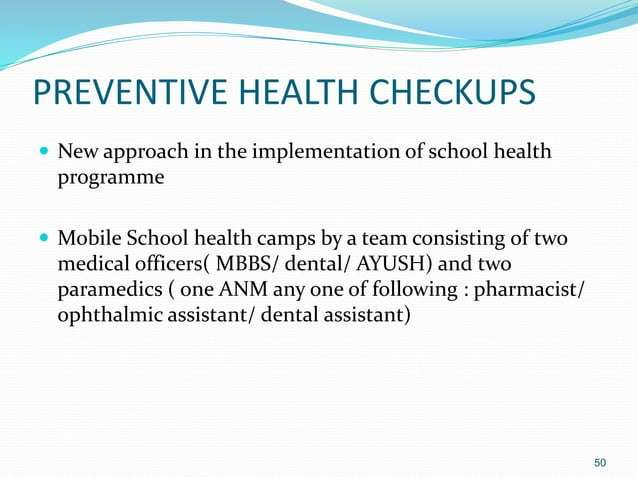 PREVENTIVE HEALTH CHECKUPS
• New approach in the implementation of school health
programme
• Mobile School health camps by a team consisting of two
medical officers( MBBS/ dental/ AYUSH) and two
paramedics ( one ANM any one of following : pharmacist/
ophthalmic assistant/ dental assistant)
50